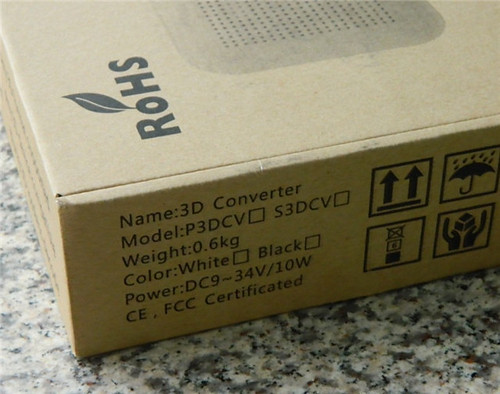 RoHS
Name:3D Converter
Model:P3DCV□ S3DCV□
Weight:0.6kg
Color:White□ Black□
Power:DC9~34V/10W
CE , FCC Certificated